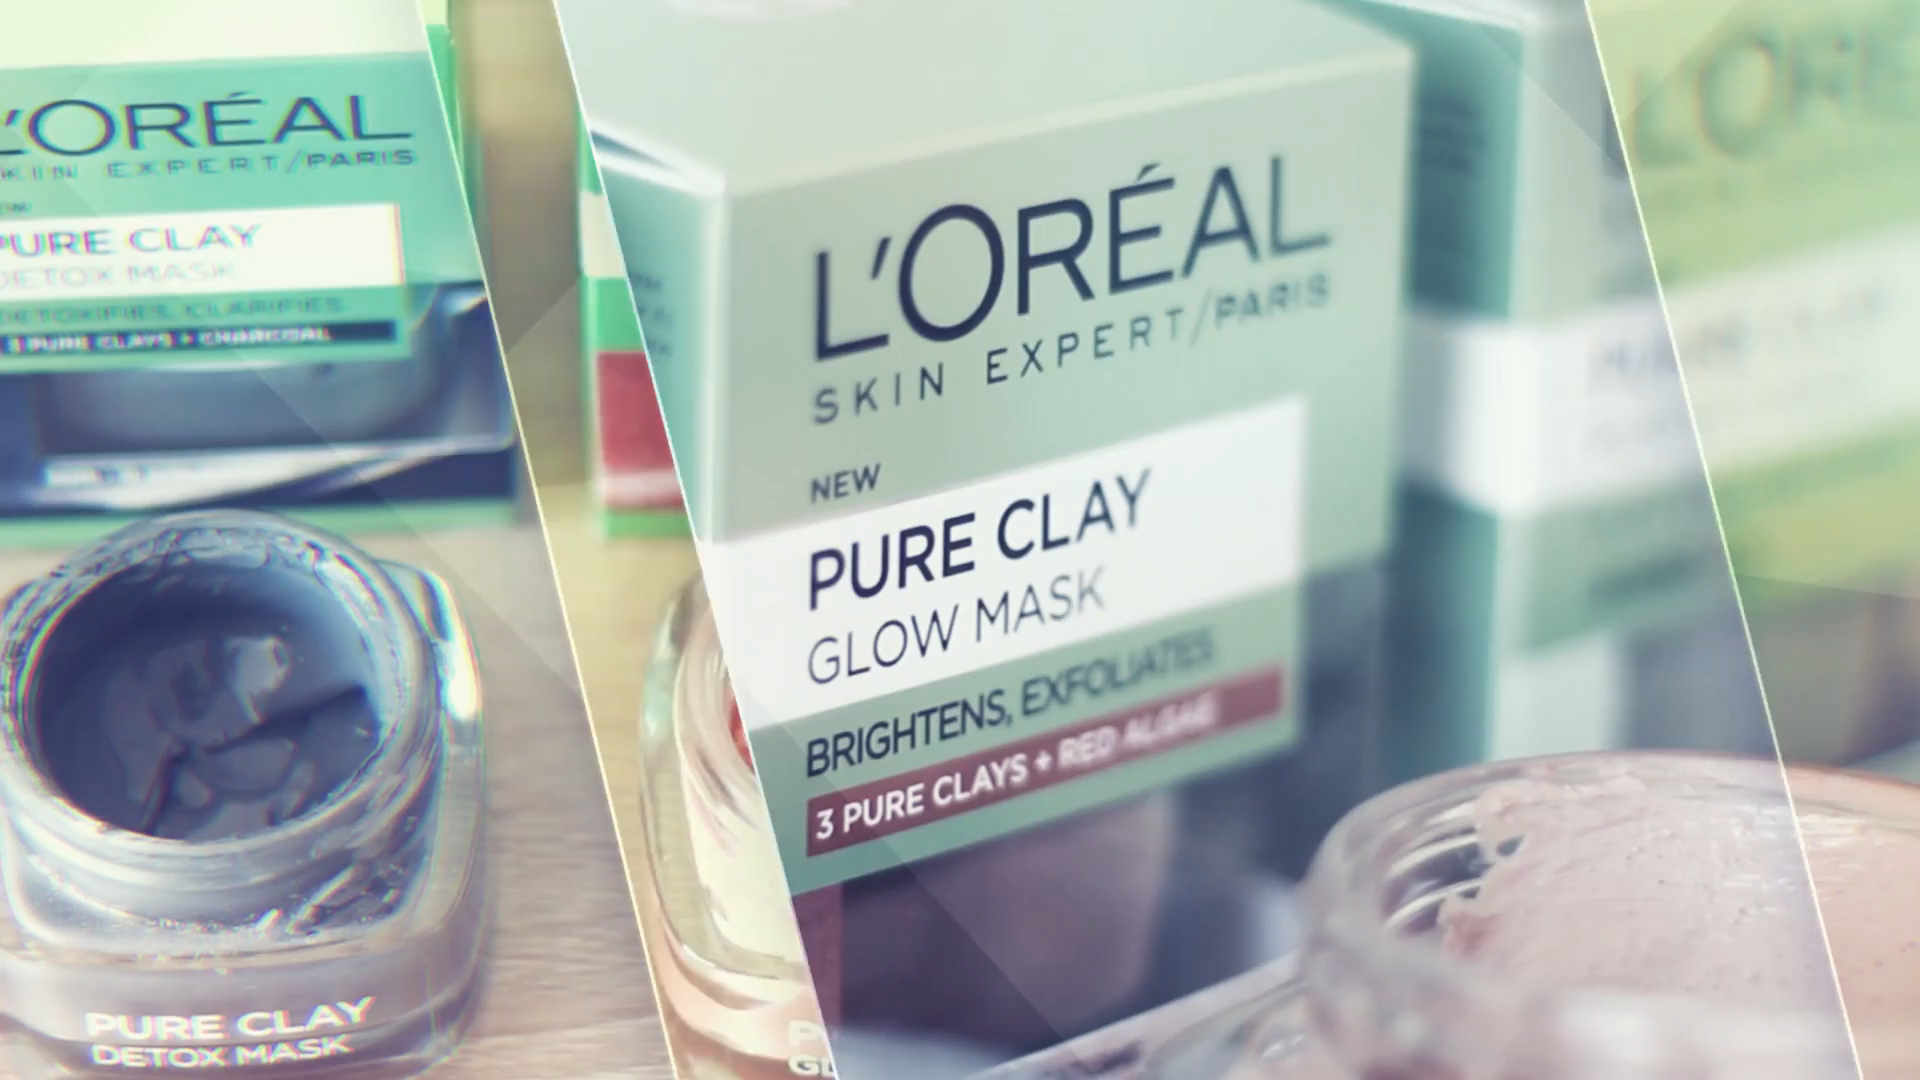 L'ORÉAL
SKIN EXPERT/PARIS
PURE CLAY
DETOX MASK
DETOXIFIES, CLARIFIES
3 PURE CLAYS + CHARCOAL
PURE CLAY
DETOX MASK
L'ORÉAL
SKIN EXPERT/PARIS
NEW
PURE CLAY
GLOW MASK
BRIGHTENS, EXFOLIATES
3 PURE CLAYS + RED ALGAE
L'ORÉ